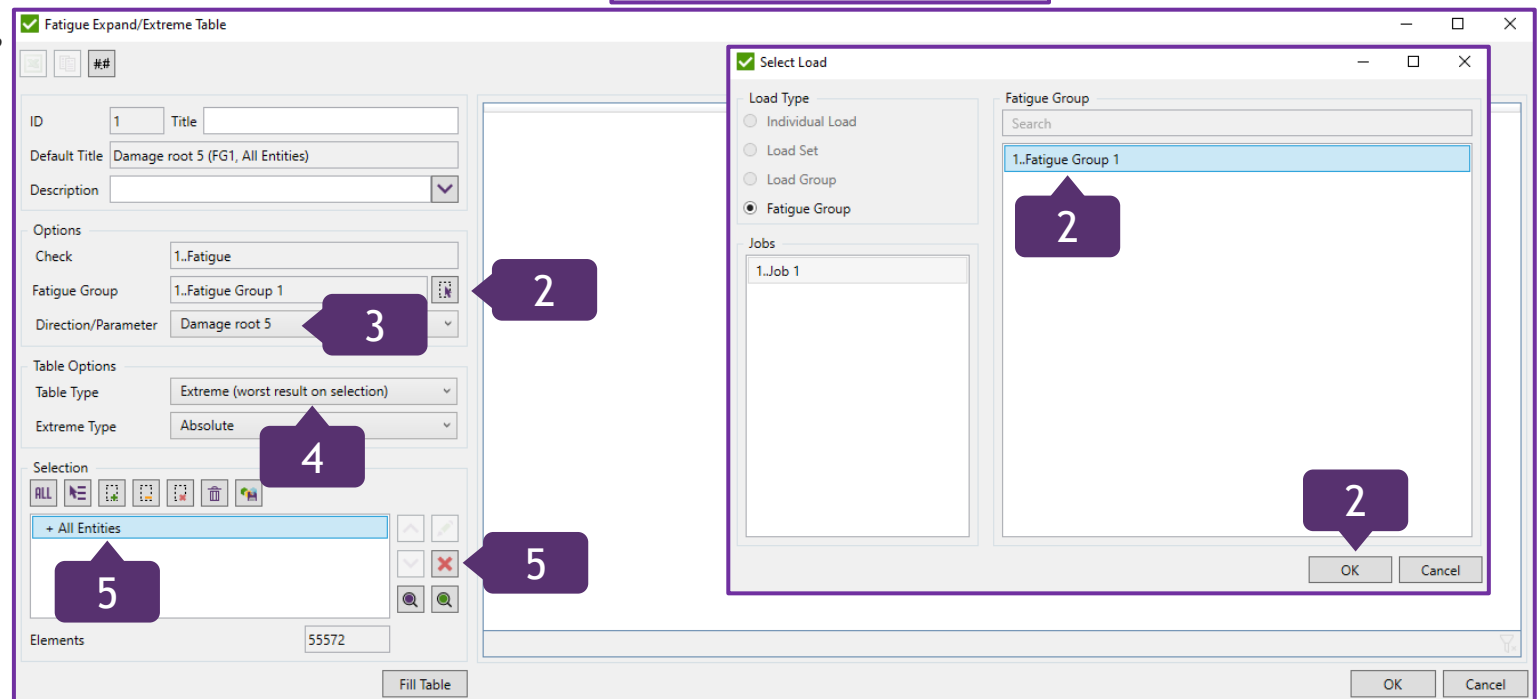 Fatigue Expand/Extreme Table
#.#
ID 1 Title
Default Title Damage root 5 (FG1, All Entities)
Description
Options
Check 1..Fatigue
Fatigue Group 1..Fatigue Group 1
2
Direction/Parameter Damage root 5
3
Table Options
Table Type Extreme (worst result on selection)
Extreme Type Absolute
4
Selection
ALL
+ All Entities
5
5
Elements 55572
Fill Table
Select Load
Load Type
Individual Load
Load Set
Load Group
Fatigue Group
Jobs
1..Job 1
Fatigue Group
Search
1..Fatigue Group 1
2
2
OK Cancel
OK Cancel